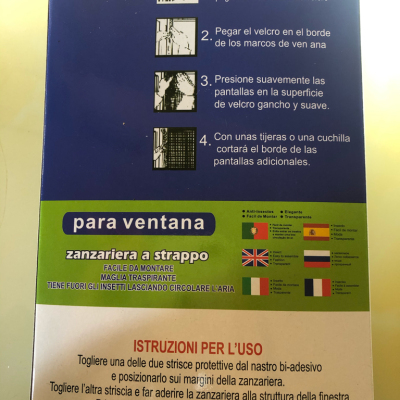 2. Pegar el velcro en el borde
de los marcos de ven ana
3. Presione suavemente las
pantallas en la superficie
de velcro gancho y suave.
4. Con unas tijeras o una cuchilla
cortará el borde de las
pantallas adicionales.
para ventana
zanzariera a strappo
FACILE DA MONTARE
MAGLIA TRASPIRANTE
TIENE FUORI GLI INSETTI LASCIANDO CIRCOLARE L'ARIA
ISTRUZIONI PER L'USO
Togliere una delle due strisce protettive dal nastro bi-adesivo
e posizionarlo sui margini della zanzariera.
Togliere l'altra striscia e far aderire la zanzariera alla struttura della finestra